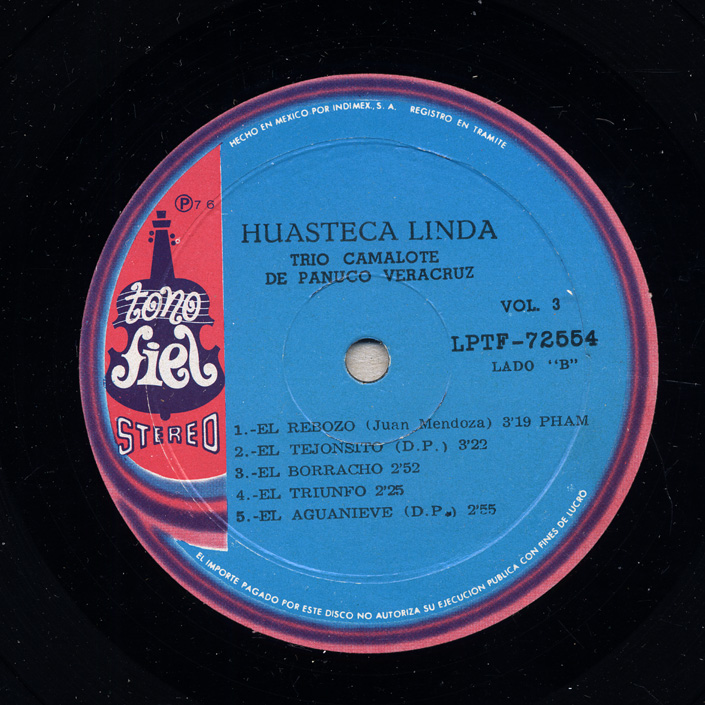 HECHO EN MEXICO POR INDIMEX., S. A. REGISTRO EN TRAMITE
Ⓟ76
HUASTECA LINDA
TRIO CAMALOTE
DE PANUCO VERACRUZ
VOL. 3
LPTF-72554
LADO "B"
tono
fiel
STEREO
1.-EL REBOZO (Juan Mendoza) 3'19 PHAM
2.-EL TEJONSITO (D.P.) 3'22
3.-EL BORRACHO 2'52
4.-EL TRIUNFO 2'25
5.-EL AGUANIEVE (D.P.) 2'55
EL IMPORTE PAGADO POR ESTE DISCO NO AUTORIZA SU EJECUCION PUBLICA CON FINES DE LUCRO